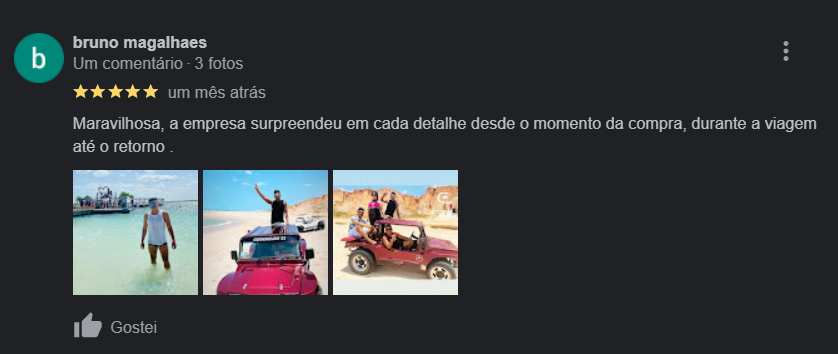 b
bruno magalhaes
Um comentário · 3 fotos
um mês atrás
Maravilhosa, a empresa surpreendeu em cada detalhe desde o momento da compra, durante a viagem
até o retorno .
Gostei